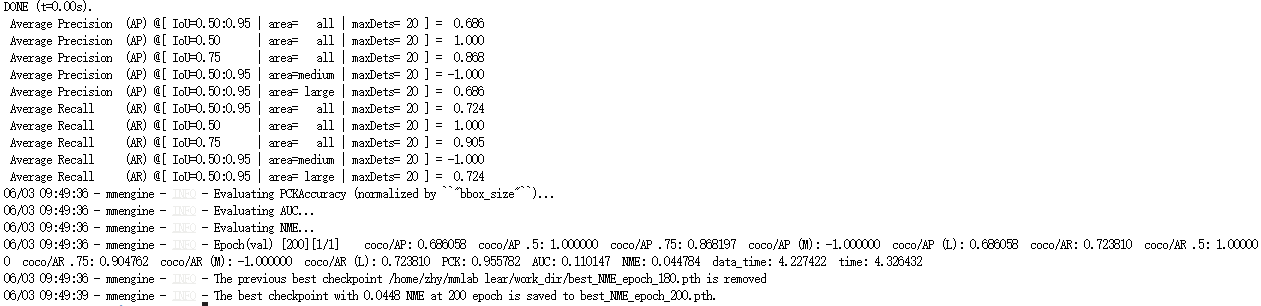 DONE (t=0.00s).
Average Precision  (AP) @[ IoU=0.50:0.95 | area=   all | maxDets= 20 ] =  0.686
Average Precision  (AP) @[ IoU=0.50      | area=   all | maxDets= 20 ] =  1.000
Average Precision  (AP) @[ IoU=0.75      | area=   all | maxDets= 20 ] =  0.868
Average Precision  (AP) @[ IoU=0.50:0.95 | area=medium | maxDets= 20 ] = -1.000
Average Precision  (AP) @[ IoU=0.50:0.95 | area= large | maxDets= 20 ] =  0.686
Average Recall     (AR) @[ IoU=0.50:0.95 | area=   all | maxDets= 20 ] =  0.724
Average Recall     (AR) @[ IoU=0.50      | area=   all | maxDets= 20 ] =  1.000
Average Recall     (AR) @[ IoU=0.75      | area=   all | maxDets= 20 ] =  0.905
Average Recall     (AR) @[ IoU=0.50:0.95 | area=medium | maxDets= 20 ] = -1.000
Average Recall     (AR) @[ IoU=0.50:0.95 | area= large | maxDets= 20 ] =  0.724
06/03 09:49:36 - mmengine - INFO - Evaluating PCKAccuracy (normalized by ``"bbox_size"``)...
06/03 09:49:36 - mmengine - INFO - Evaluating AUC...
06/03 09:49:36 - mmengine - INFO - Evaluating NME...
06/03 09:49:36 - mmengine - INFO - Epoch(val) [200][1/1]    coco/AP: 0.686058  coco/AP .5: 1.000000  coco/AP .75: 0.868197  coco/AP (M): -1.000000  coco/AP (L): 0.686058  coco/AR: 0.723810  coco/AR .5: 1.00000
0  coco/AR .75: 0.904762  coco/AR (M): -1.000000  coco/AR (L): 0.723810  PCK: 0.955782  AUC: 0.110147  NME: 0.044784  data_time: 4.227422  time: 4.326432
06/03 09:49:36 - mmengine - INFO - The previous best checkpoint /home/zhy/mmlab lear/work_dir/best_NME_epoch_180.pth is removed
06/03 09:49:39 - mmengine - INFO - The best checkpoint with 0.0448 NME at 200 epoch is saved to best_NME_epoch_200.pth.